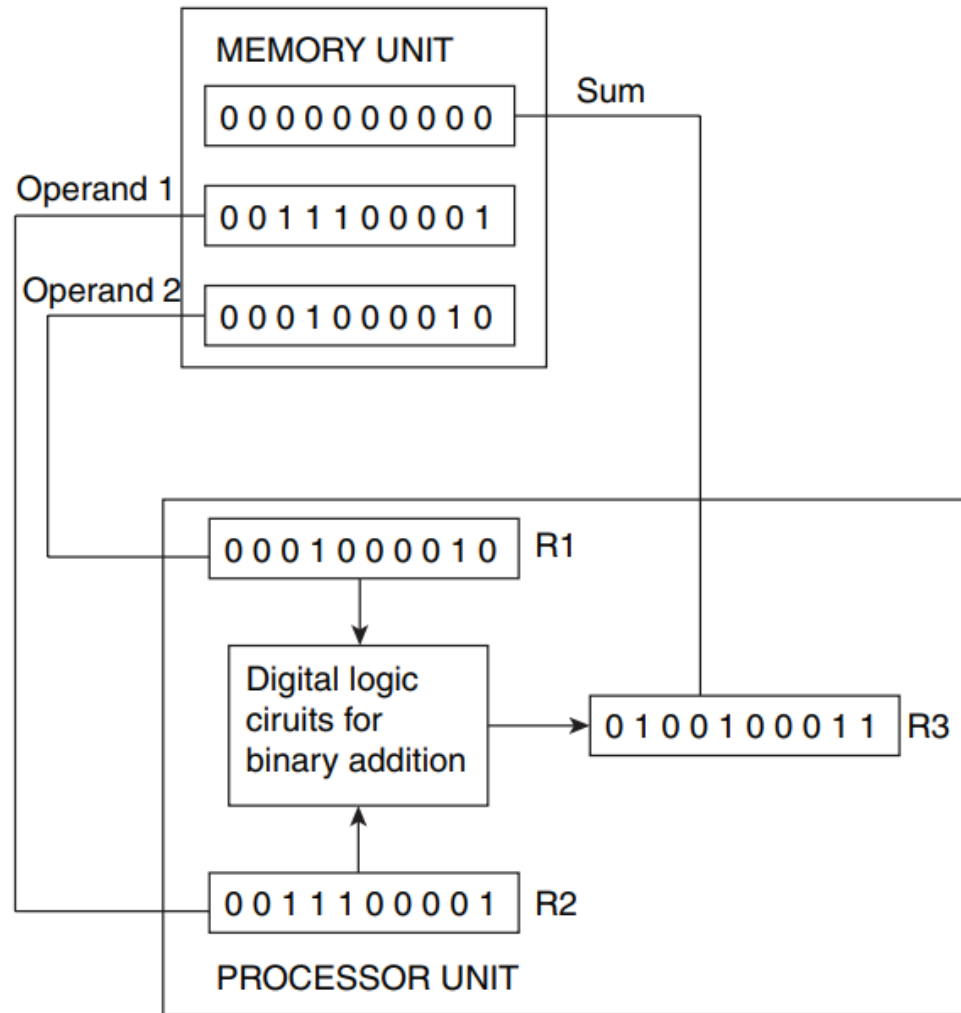 MEMORY UNIT
0 0 0 0 0 0 0 0 0 0
Sum
Operand 1
0 0 1 1 1 0 0 0 0 1
Operand 2
0 0 0 1 0 0 0 0 1 0
0 0 0 1 0 0 0 0 1 0
R1
Digital logic
ciruits for
binary addition
0 1 0 0 1 0 0 0 1 1
R3
0 0 1 1 1 0 0 0 0 1
R2
PROCESSOR UNIT